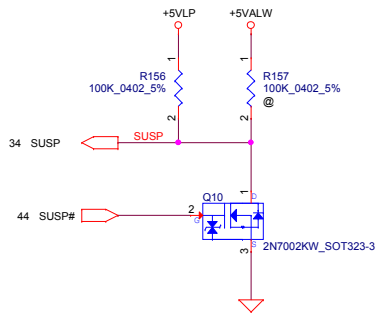 +5VLP
+5VALW
1
1
R156
100K_0402_5%
R157
100K_0402_5%
@
2
2
34 SUSP
SUSP
1
D
Q10
44 SUSP#
2
G
S
3
2N7002KW_SOT323-3